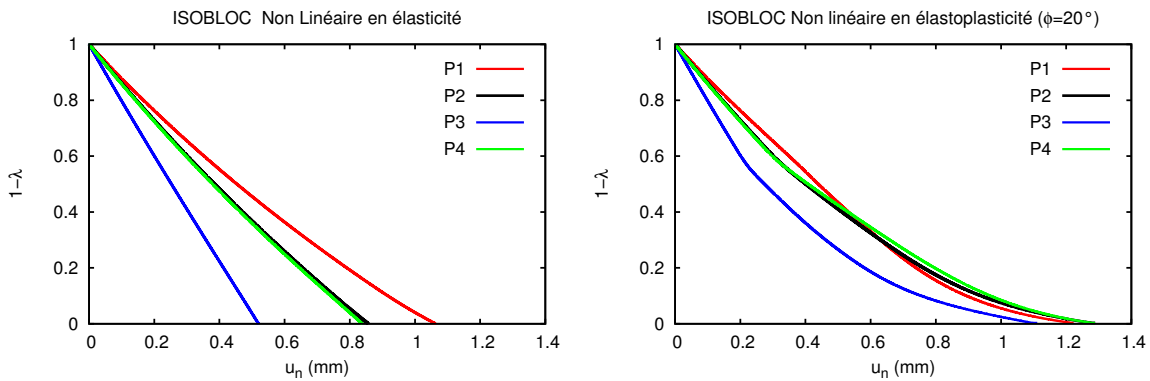 ISOBLOC Non Linéaire en élasticité
P1
P2
P3
P4
1
0.8
0.6
0.4
0.2
0
1−λ
0 0.2 0.4 0.6 0.8 1 1.2 1.4
u_n (mm)
ISOBLOC Non linéaire en élastoplasticité (ϕ=20°)
P1
P2
P3
P4
1
0.8
0.6
0.4
0.2
0
1−λ
0 0.2 0.4 0.6 0.8 1 1.2 1.4
u_n (mm)